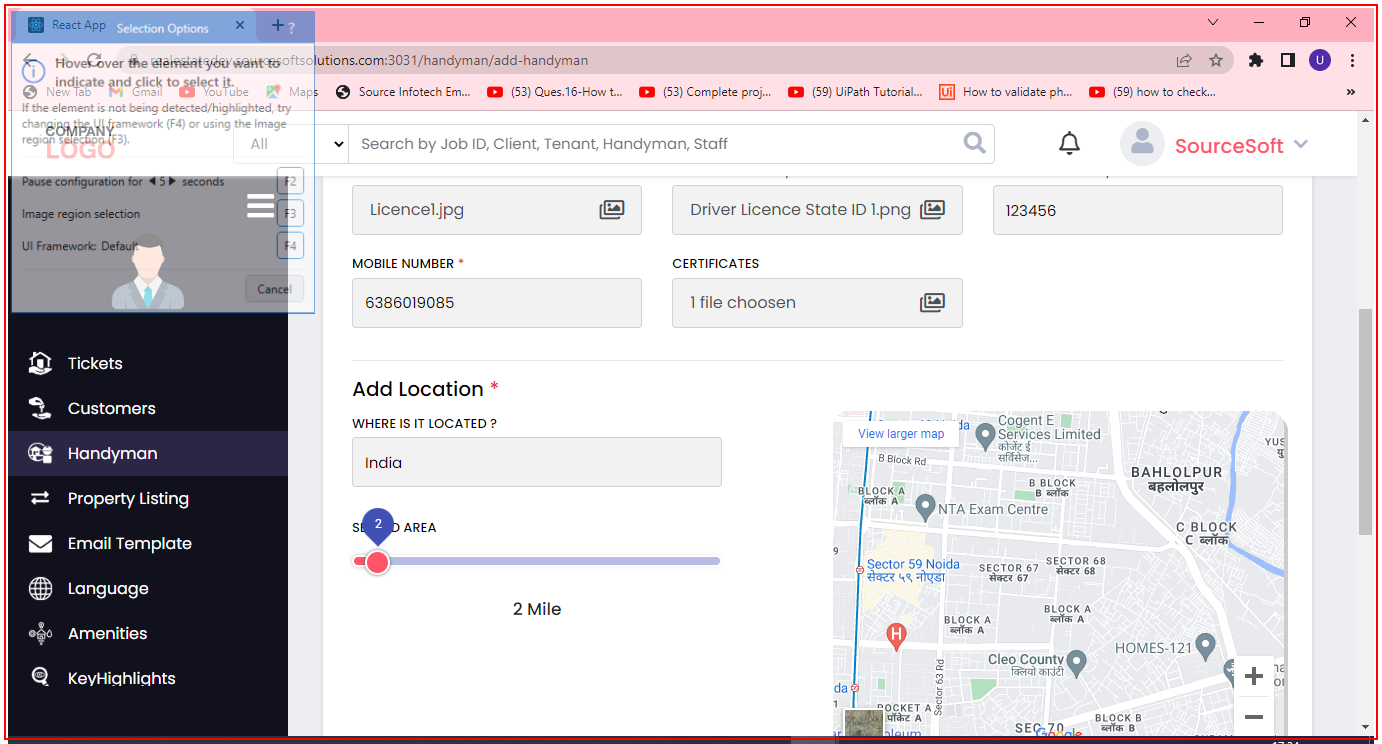 React App
Selection Options
?
solutions.com:3031/handyman/add-handyman
U
Hover over the element you want to
indicate and click to select it.
New Tab
Gmail
YouTube
Maps
Source Infotech Em...
(53) Ques.16-How t...
(53) Complete proj...
(59) UiPath Tutorial...
How to validate ph...
(59) how to check...
»
If the element is not being detected/highlighted, try
changing the UI framework (F4) or using the Image
region selection (F3).
COMPANY
LOGO
All
Search by Job ID, Client, Tenant, Handyman, Staff
SourceSoft
Pause configuration for 5 seconds
F2
Image region selection
F3
UI Framework: Default
F4
Cancel
Licence1.jpg
Driver Licence State ID 1.png
123456
MOBILE NUMBER *
CERTIFICATES
6386019085
1 file choosen
Tickets
Customers
Handyman
Property Listing
Email Template
Language
Amenities
KeyHighlights
Add Location *
WHERE IS IT LOCATED ?
India
2
AREA
2 Mile
View larger map
Cogent E
Services Limited
कोजेंट ई
सर्विसेज...
B Block Rd
BAHLOLPUR
बहलोलपुर
BLOCK A
ब्लॉक A
B BLOCK
B ब्लॉक
NTA Exam Centre
C BLOCK
C ब्लॉक
Sector 59 Noida
सेक्टर ५९ नोएडा
SECTOR 67
सेक्टर 67
SECTOR 68
सेक्टर 68
BLOCK A
ब्लॉक A
BLOCK A
ब्लॉक A
H
HOMES-121
Cleo County
क्लियो काउंटी
Sector 63 Rd
POCKET A
पॉकेट A
SEC 70
BLOCK B
ब्लॉक B
Google